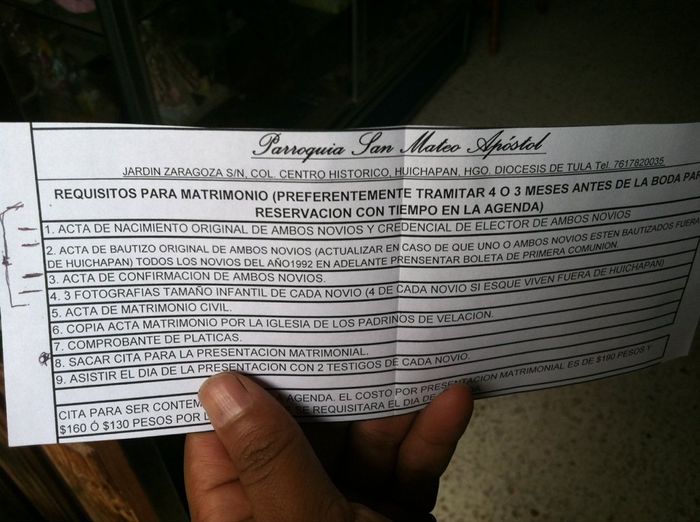 Parroquia San Mateo Apóstol
JARDIN ZARAGOZA S/N, COL. CENTRO HISTORICO, HUICHAPAN, HGO. DIOCESIS DE TULA Tel. 7617820035
REQUISITOS PARA MATRIMONIO (PREFERENTEMENTE TRAMITAR 4 O 3 MESES ANTES DE LA BODA PAR
RESERVACION CON TIEMPO EN LA AGENDA)
1. ACTA DE NACIMIENTO ORIGINAL DE AMBOS NOVIOS Y CREDENCIAL DE ELECTOR DE AMBOS NOVIOS
2. ACTA DE BAUTIZO ORIGINAL DE AMBOS NOVIOS (ACTUALIZAR EN CASO DE QUE UNO O AMBOS NOVIOS ESTEN BAUTIZADOS FUERA
DE HUICHAPAN) TODOS LOS NOVIOS DEL AÑO1992 EN ADELANTE PRENSENTAR BOLETA DE PRIMERA COMUNION.
3. ACTA DE CONFIRMACION DE AMBOS NOVIOS.
4. 3 FOTOGRAFIAS TAMAÑO INFANTIL DE CADA NOVIO (4 DE CADA NOVIO SI ESQUE VIVEN FUERA DE HUICHAPAN)
5. ACTA DE MATRIMONIO CIVIL.
6. COPIA ACTA MATRIMONIO POR LA IGLESIA DE LOS PADRINOS DE VELACION.
7. COMPROBANTE DE PLATICAS.
8. SACAR CITA PARA LA PRESENTACION MATRIMONIAL.
9. ASISTIR EL DIA DE LA PRESENTACION CON 2 TESTIGOS DE CADA NOVIO.
CITA PARA SER CONTEM AGENDA. EL COSTO POR PRESENTACION MATRIMONIAL ES DE $180 PESOS Y
$160 Ó $130 PESOS POR SE REQUISITARA EL DIA DE